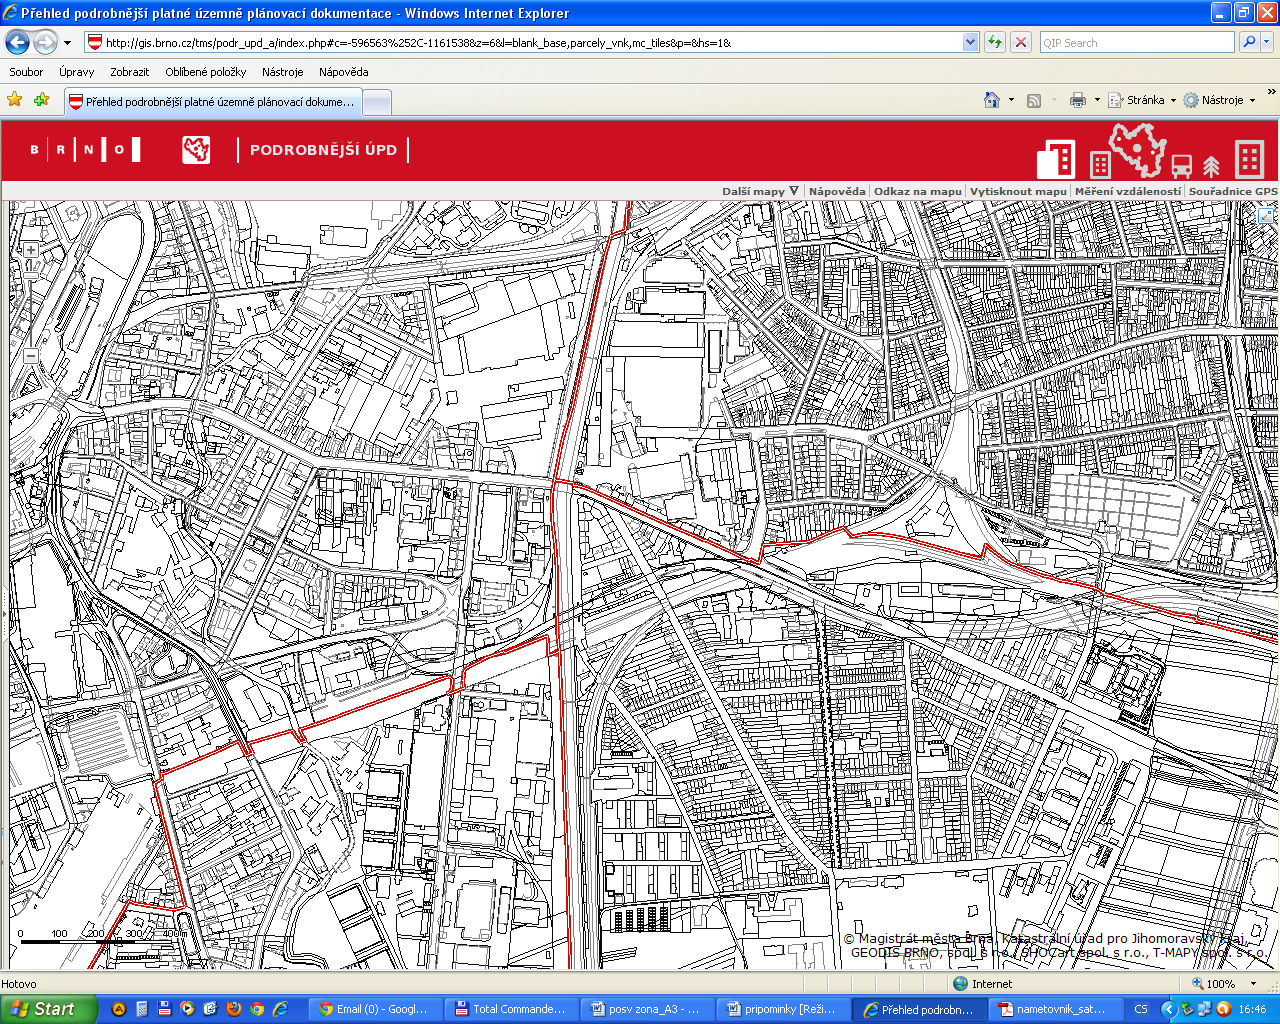 Přehled podrobnější platné územně plánovací dokumentace - Windows Internet Explorer
http://gis.brno.cz/tms/podr_upd_a/index.php#c=-596563%252C-1161538&z=6&l=blank_base,parcely_vnk,mc_tiles&p=&hs=1&
QIP Search
Soubor Úpravy Zobrazit Oblíbené položky Nástroje Nápověda
Přehled podrobnější platné územně plánovací dokume...
Stránka Nástroje
BRNO PODROBNĚJŠÍ ÚPD
Další mapy Nápověda Odkaz na mapu Vytisknout mapu Měření vzdáleností Souřadnice GPS
0 100 200 300 400 m
© Magistrát města Brna, Katastrální úřad pro Jihomoravský kraj,
GEODIS BRNO, spol. s r.o., SHOCart spol. s r.o., T-MAPY spol. s r.o.
Hotovo Internet 100%
Start Email (0) - Googl... Total Commande... posv zona_A3 - ... pripominky [Reži... Přehled podrobn... nametovnik_sat... CS 16:46